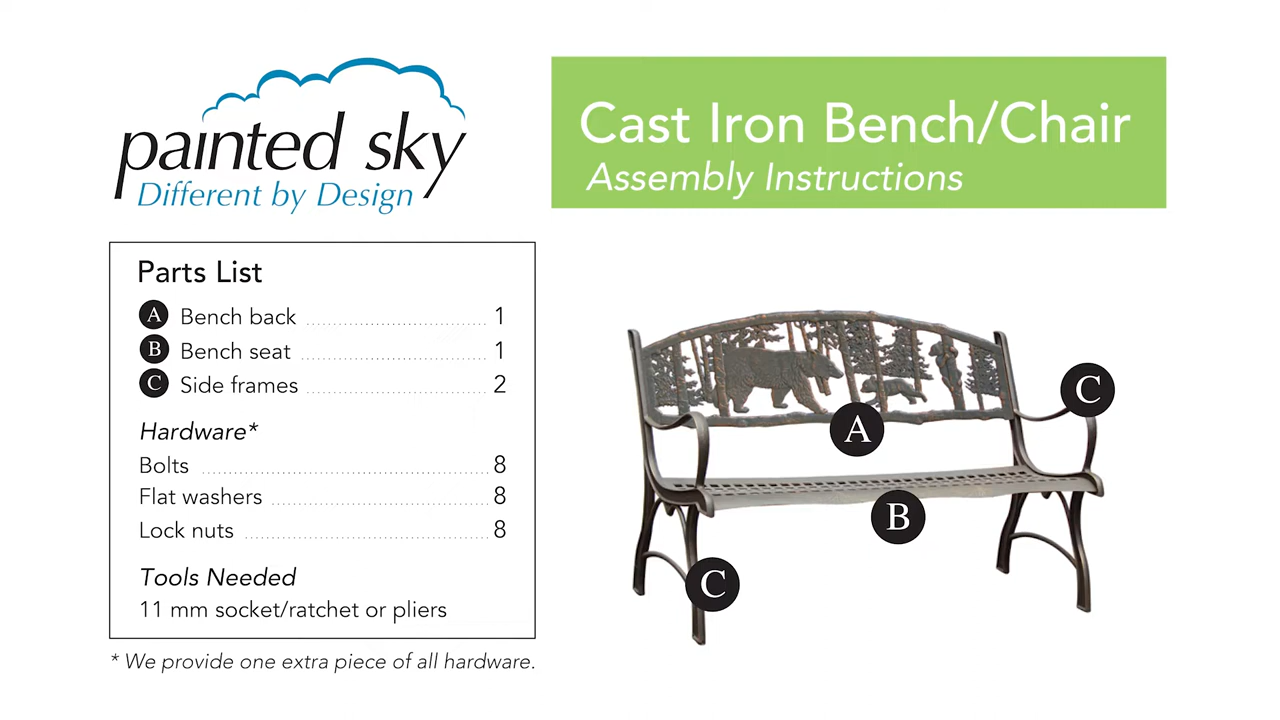 painted sky
Different by Design
Cast Iron Bench/Chair
Assembly Instructions
Parts List
A Bench back 1
B Bench seat 1
C Side frames 2
Hardware*
Bolts 8
Flat washers 8
Lock nuts 8
Tools Needed
11 mm socket/ratchet or pliers
* We provide one extra piece of all hardware.
C
A
B
C